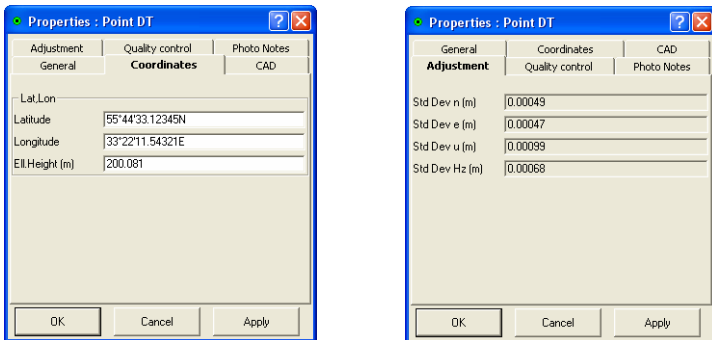 Properties : Point DT
Adjustment Quality control Photo Notes
General Coordinates CAD
Lat,Lon
Latitude 55°44'33.12345N
Longitude 33°22'11.54321E
Ell.Height (m) 200.081
OK Cancel Apply
Properties : Point DT
General Coordinates CAD
Adjustment Quality control Photo Notes
Std Dev n (m) 0.00049
Std Dev e (m) 0.00047
Std Dev u (m) 0.00099
Std Dev Hz (m) 0.00068
OK Cancel Apply